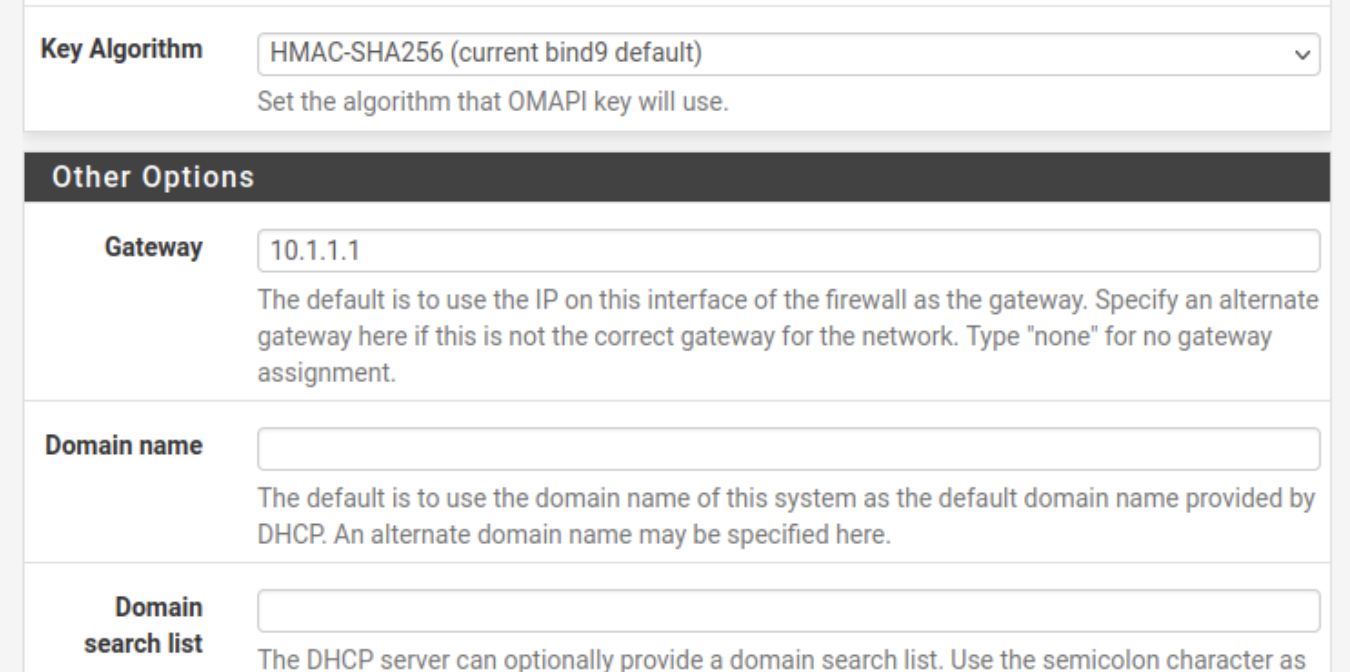 Key Algorithm
HMAC-SHA256 (current bind9 default)
Set the algorithm that OMAPI key will use.
Other Options
Gateway
10.1.1.1
The default is to use the IP on this interface of the firewall as the gateway. Specify an alternate
gateway here if this is not the correct gateway for the network. Type "none" for no gateway
assignment.
Domain name
The default is to use the domain name of this system as the default domain name provided by
DHCP. An alternate domain name may be specified here.
Domain
search list
The DHCP server can optionally provide a domain search list. Use the semicolon character as